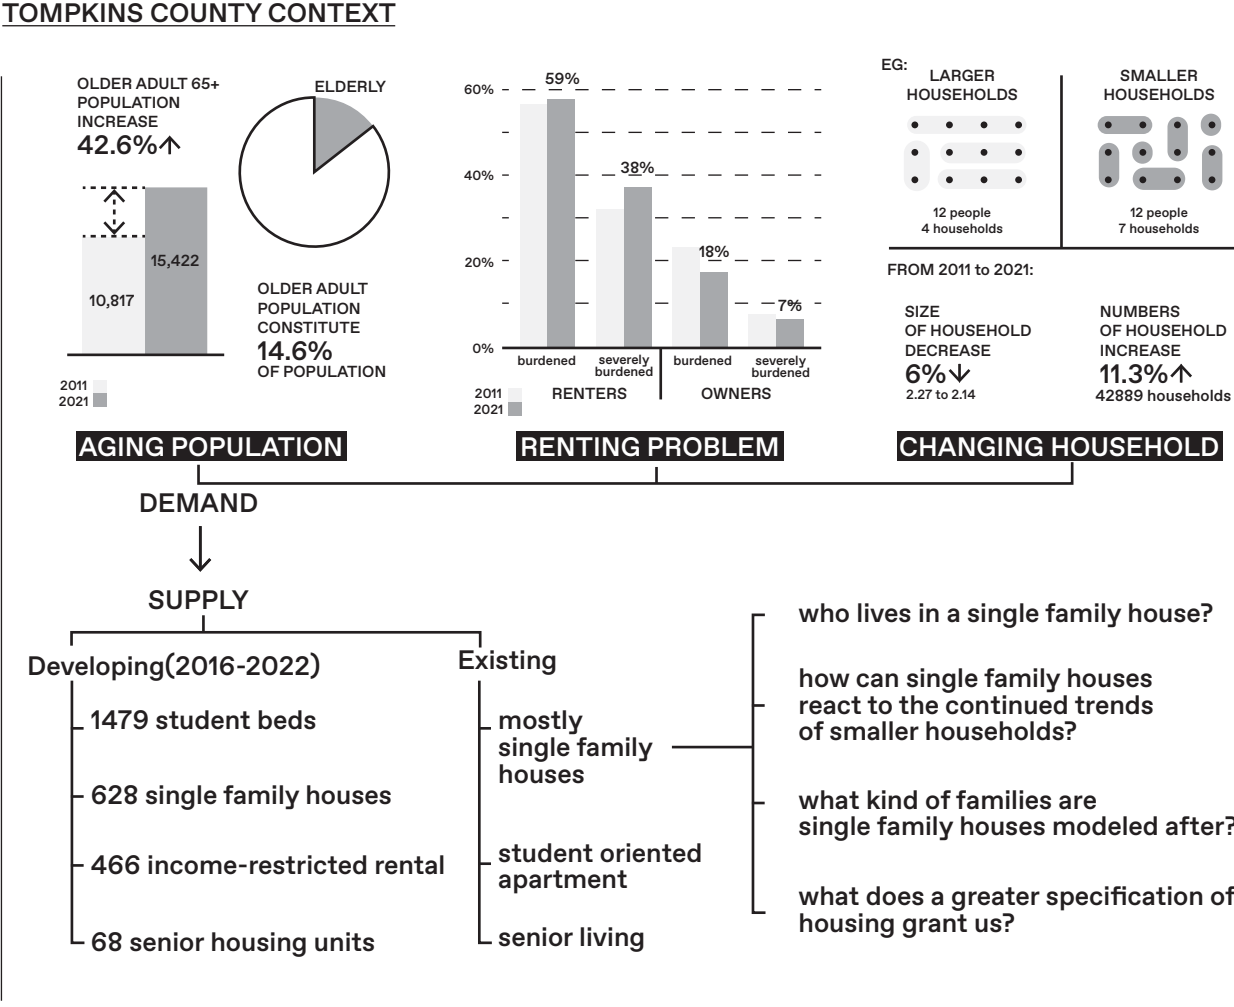 TOMPKINS COUNTY CONTEXT
OLDER ADULT 65+
POPULATION
INCREASE
42.6%↑
15,422
10,817
2011
2021
ELDERLY
OLDER ADULT
POPULATION
CONSTITUTE
14.6%
OF POPULATION
AGING POPULATION
60%
40%
20%
0%
59%
38%
18%
7%
burdened
severely
burdened
burdened
severely
burdened
RENTERS
OWNERS
2011
2021
RENTING PROBLEM
EG:
LARGER
HOUSEHOLDS
12 people
4 households
SMALLER
HOUSEHOLDS
12 people
7 households
FROM 2011 to 2021:
SIZE
OF HOUSEHOLD
DECREASE
6%↓
2.27 to 2.14
NUMBERS
OF HOUSEHOLD
INCREASE
11.3%↑
42889 households
CHANGING HOUSEHOLD
DEMAND
SUPPLY
Developing(2016-2022)
1479 student beds
628 single family houses
466 income-restricted rental
68 senior housing units
Existing
mostly
single family
houses
student oriented
apartment
senior living
who lives in a single family house?
how can single family houses
react to the continued trends
of smaller households?
what kind of families are
single family houses modeled after?
what does a greater specification of
housing grant us?